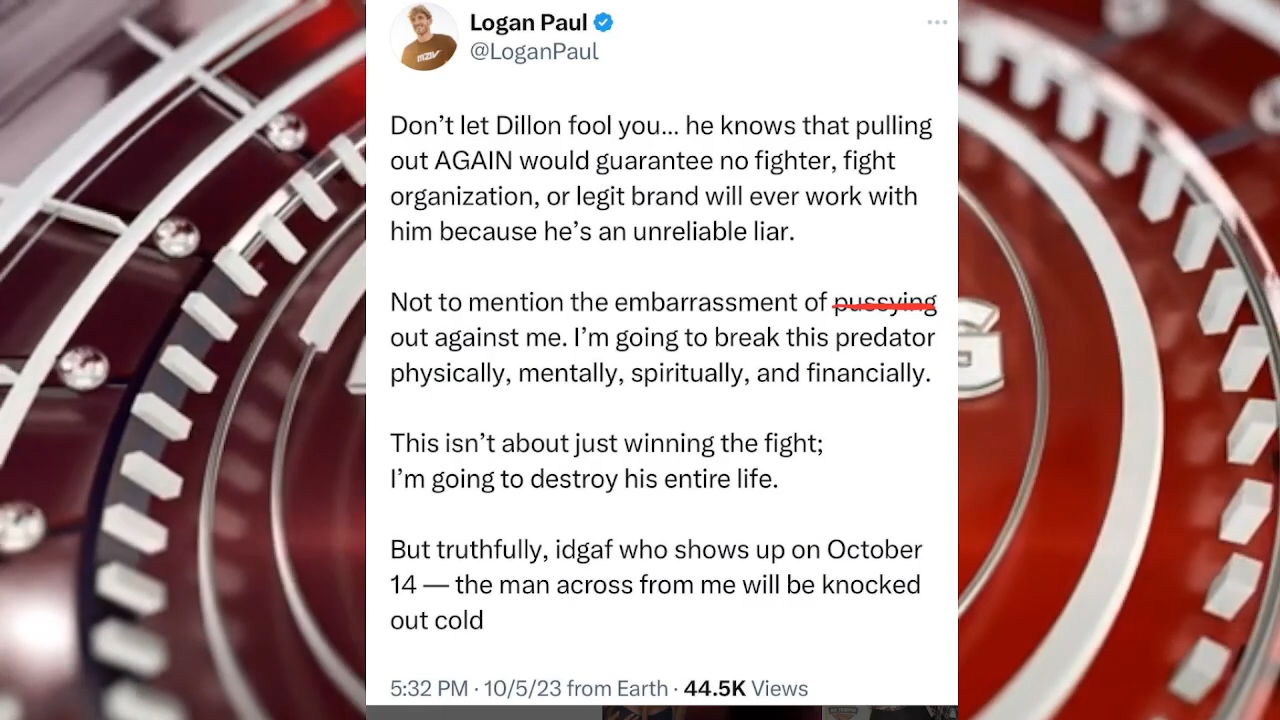 Logan Paul
@LoganPaul
Don’t let Dillon fool you... he knows that pulling
out AGAIN would guarantee no fighter, fight
organization, or legit brand will ever work with
him because he’s an unreliable liar.
Not to mention the embarrassment of pussying
out against me. I’m going to break this predator
physically, mentally, spiritually, and financially.
This isn’t about just winning the fight;
I’m going to destroy his entire life.
But truthfully, idgaf who shows up on October
14 — the man across from me will be knocked
out cold
5:32 PM · 10/5/23 from Earth · 44.5K Views